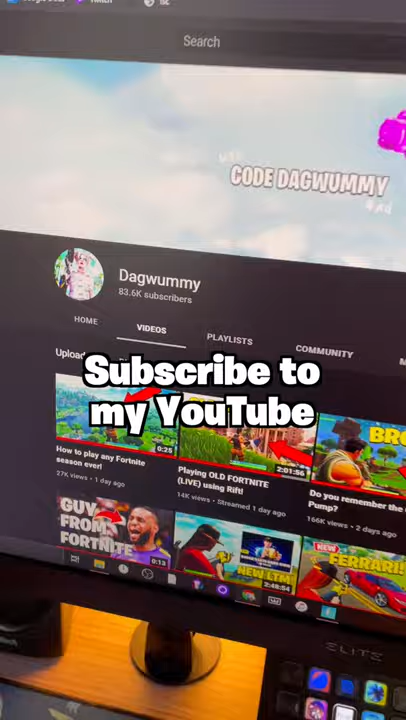 Search
CODE DAGWUMMY
Dagwummy
83.6K subscribers
HOME
VIDEOS
PLAYLISTS
COMMUNITY
Subscribe to
my YouTube
0:25
How to play any Fortnite
season ever!
27K views • 1 day ago
2:01:56
Playing OLD FORTNITE
(LIVE) using Rift!
14K views • Streamed 1 day ago
BRO
Do you remember the
Pump?
166K views • 2 days ago
GUY
FROM
FORTNITE
0:13
NEW LTM
2:48:54
NEW
FERRARI!
ELITE